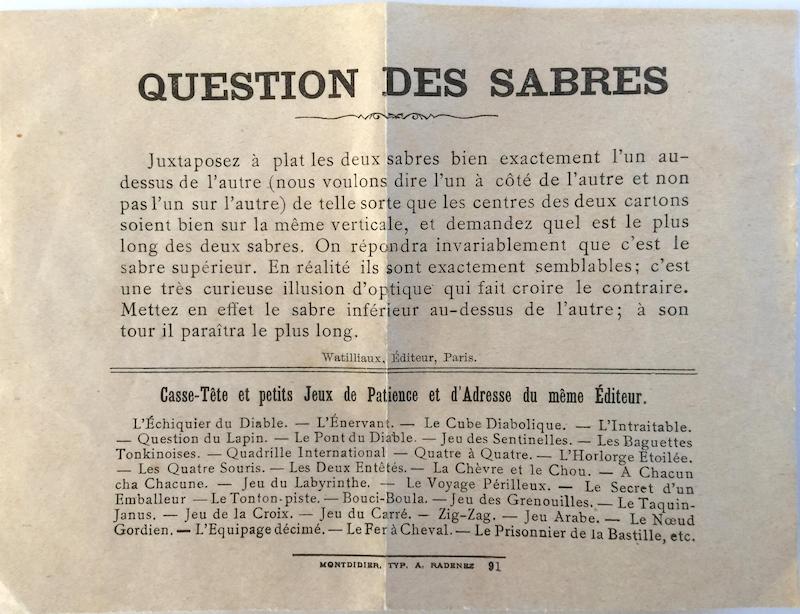 QUESTION DES SABRES
Juxtaposez à plat les deux sabres bien exactement l'un au-
dessus de l'autre (nous voulons dire l'un à côté de l'autre et non
pas l'un sur l'autre) de telle sorte que les centres des deux cartons
soient bien sur la même verticale, et demandez quel est le plus
long des deux sabres. On répondra invariablement que c'est le
sabre supérieur. En réalité ils sont exactement semblables; c'est
une très curieuse illusion d'optique qui fait croire le contraire.
Mettez en effet le sabre inférieur au-dessus de l'autre; à son
tour il paraîtra le plus long.
Watilliaux, Éditeur, Paris.
Casse-Tête et petits Jeux de Patience et d'Adresse du même Éditeur.
L'Échiquier du Diable. — L'Énervant. — Le Cube Diabolique. — L'Intraitable.
— Question du Lapin. — Le Pont du Diable. — Jeu des Sentinelles. — Les Baguettes
Tonkinoises. — Quadrille International — Quatre à Quatre. — L'Horlorge Étoilée.
— Les Quatre Souris. — Les Deux Entêtés. — La Chèvre et le Chou. — A Chacun
cha Chacune. — Jeu du Labyrinthe. — Le Voyage Périlleux. — Le Secret d'un
Emballeur — Le Tonton-piste. — Bouci-Boula. — Jeu des Grenouilles. — Le Taquin-
Janus. — Jeu de la Croix. — Jeu du Carré. — Zig-Zag. — Jeu Arabe. — Le Nœud
Gordien. — L'Equipage décimé. — Le Fer à Cheval. — Le Prisonnier de la Bastille, etc.
MONTDIDIER, TYP. A. RADENEZ 91